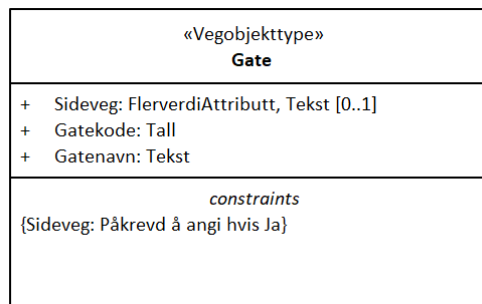 «Vegobjekttype»
Gate
+ Sideveg: FlerverdiAttributt, Tekst [0..1]
+ Gatekode: Tall
+ Gatenavn: Tekst
constraints
{Sideveg: Påkrevd å angi hvis Ja}